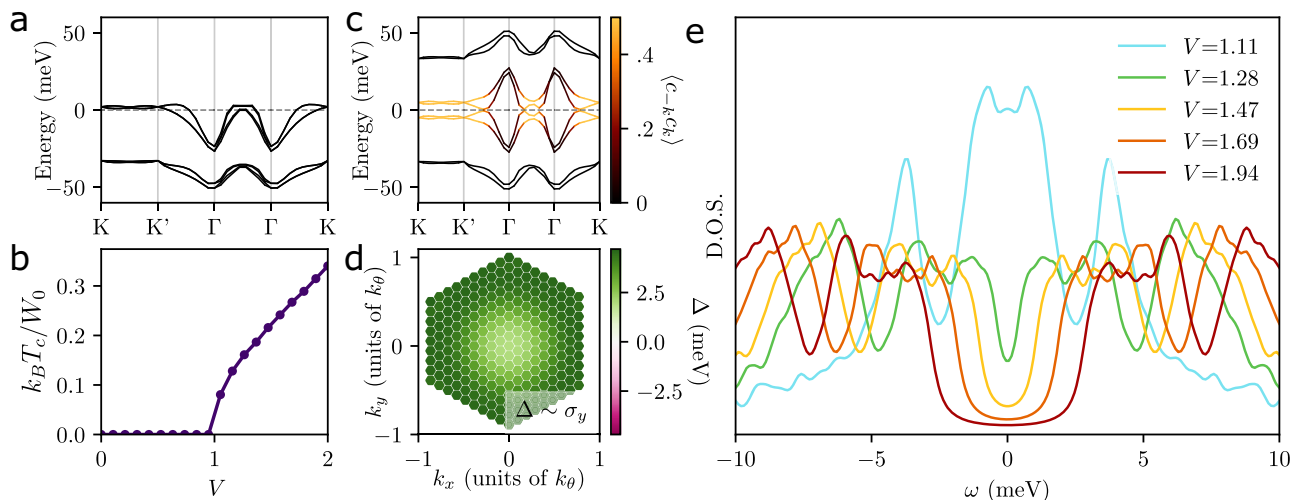 a
50
0
−50
Energy (meV)
K K' Γ Γ K
b
0.3
0.2
0.1
0.0
k_B T_c/W_0
0 1 2
V
c
50
0
−50
Energy (meV)
K K' Γ Γ K
.4
.2
0
⟨c_{−k}c_k⟩
d
1
0
−1
k_y (units of k_θ)
Δ ∼ σ_y
−1 0 1
k_x (units of k_θ)
2.5
0.0
−2.5
Δ (meV)
e
D.O.S.
V=1.11
V=1.28
V=1.47
V=1.69
V=1.94
−10 −5 0 5 10
ω (meV)